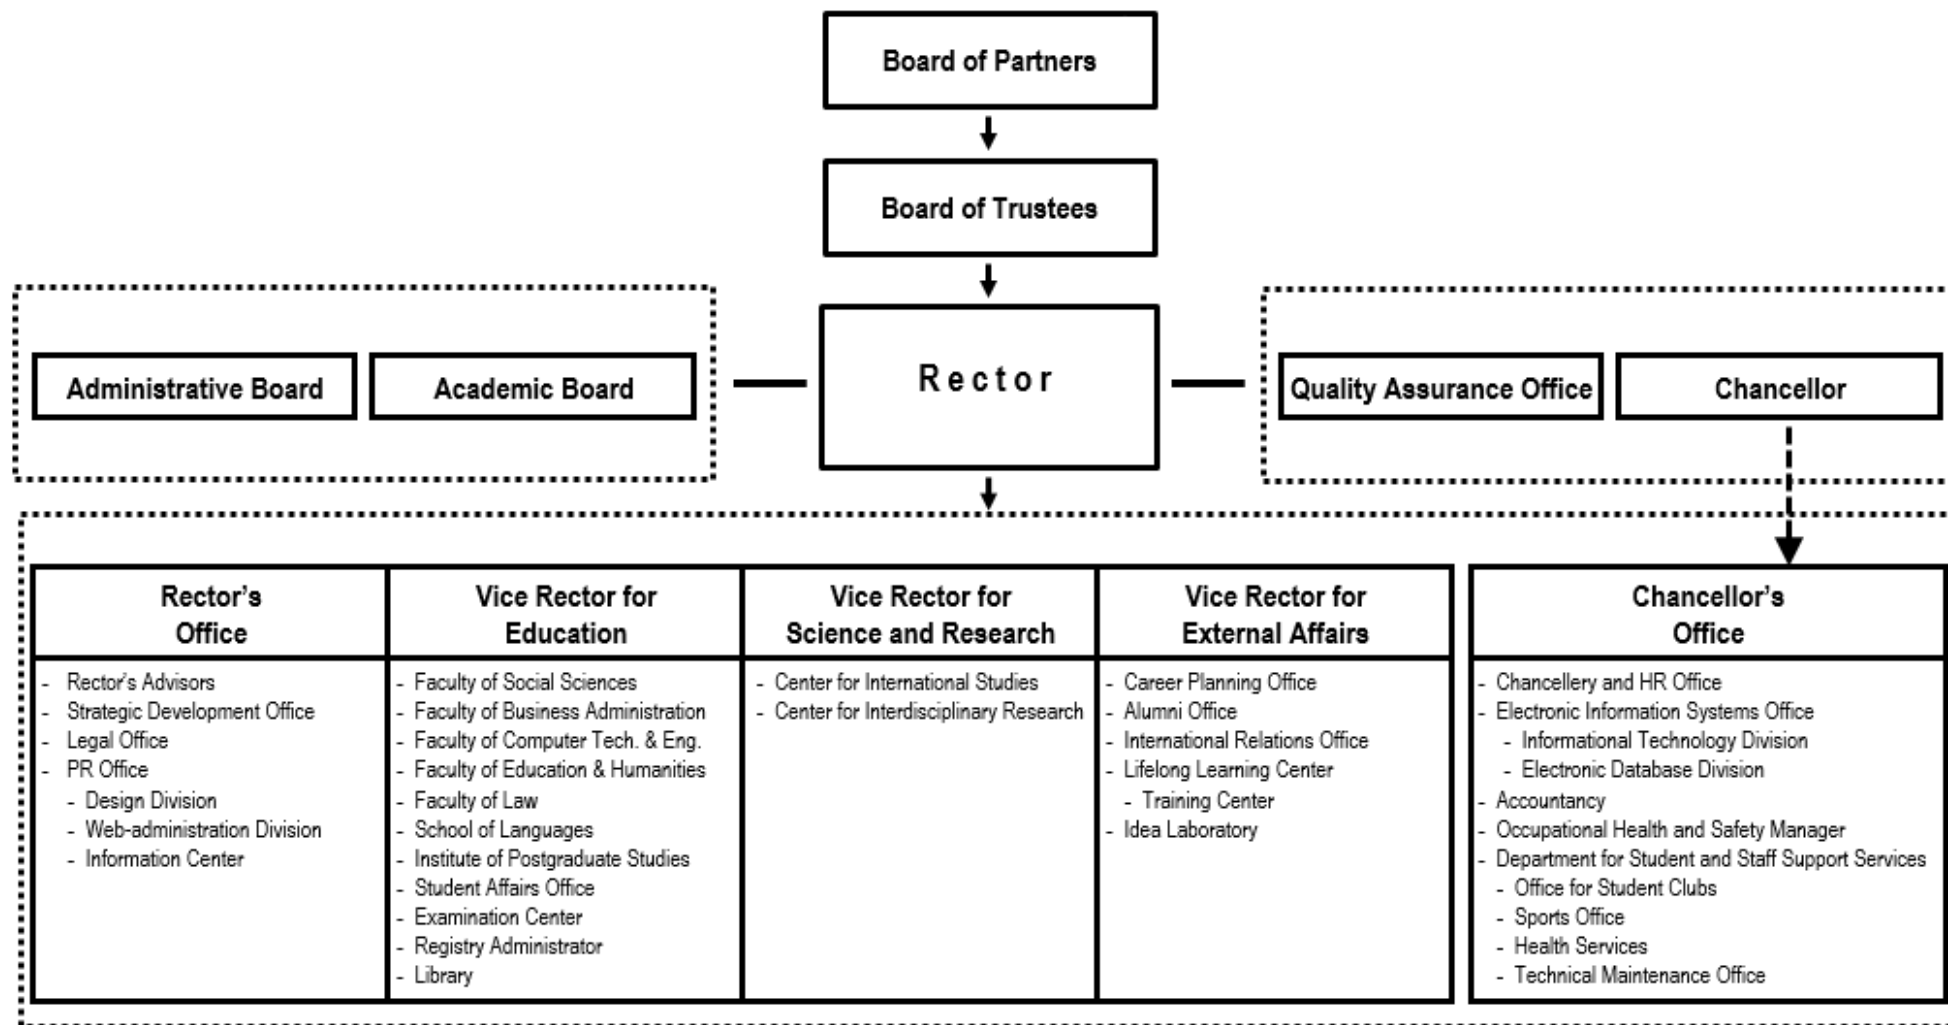 Board of Partners
Board of Trustees
Administrative Board
Academic Board
Rector
Quality Assurance Office
Chancellor
Rector's
Office
- Rector's Advisors
- Strategic Development Office
- Legal Office
- PR Office
- Design Division
- Web-administration Division
- Information Center
Vice Rector for
Education
- Faculty of Social Sciences
- Faculty of Business Administration
- Faculty of Computer Tech. & Eng.
- Faculty of Education & Humanities
- Faculty of Law
- School of Languages
- Institute of Postgraduate Studies
- Student Affairs Office
- Examination Center
- Registry Administrator
- Library
Vice Rector for
Science and Research
- Center for International Studies
- Center for Interdisciplinary Research
Vice Rector for
External Affairs
- Career Planning Office
- Alumni Office
- International Relations Office
- Lifelong Learning Center
- Training Center
- Idea Laboratory
Chancellor's
Office
- Chancellery and HR Office
- Electronic Information Systems Office
- Informational Technology Division
- Electronic Database Division
- Accountancy
- Occupational Health and Safety Manager
- Department for Student and Staff Support Services
- Office for Student Clubs
- Sports Office
- Health Services
- Technical Maintenance Office